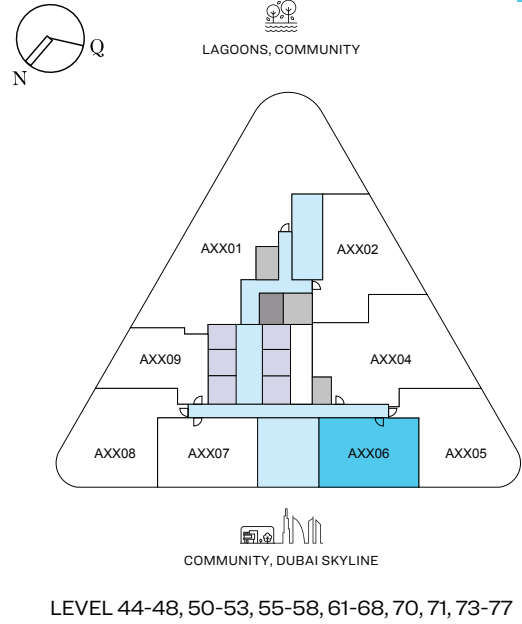 Q
N
LAGOONS, COMMUNITY
AXX01
AXX02
AXX09
AXX04
AXX08
AXX07
AXX06
AXX05
COMMUNITY, DUBAI SKYLINE
LEVEL 44-48, 50-53, 55-58, 61-68, 70, 71, 73-77